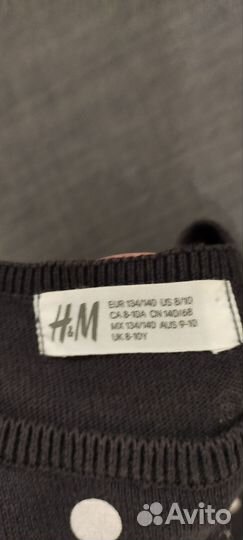 H&M
EUR 134/140 US 8/10
CA 8-10A CN 140/68
MX 134/140 AUS 9-10
UK 8-10Y
Avito